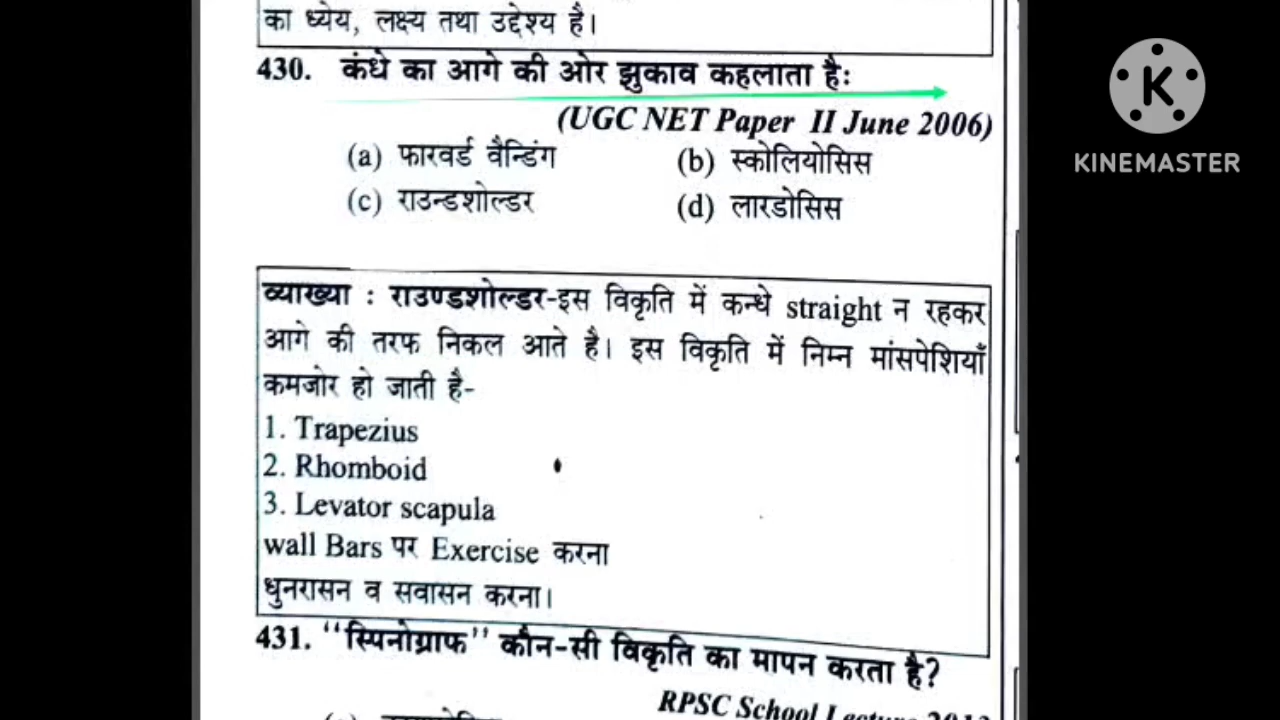 का ध्येय, लक्ष्य तथा उद्देश्य है।
430. कंधे का आगे की ओर झुकाव कहलाता है:
(UGC NET Paper II June 2006)
(a) फारवर्ड वैन्डिंग (b) स्कोलियोसिस
(c) राउन्डशोल्डर (d) लारडोसिस
व्याख्या : राउण्डशोल्डर-इस विकृति में कन्धे straight न रहकर
आगे की तरफ निकल आते है। इस विकृति में निम्न मांसपेशियाँ
कमजोर हो जाती है-
1. Trapezius
2. Rhomboid
3. Levator scapula
wall Bars पर Exercise करना
धुनरासन व सवासन करना।
431. "स्पिनोग्राफ" कौन-सी विकृति का मापन करता है?
RPSC School
K
KINEMASTER